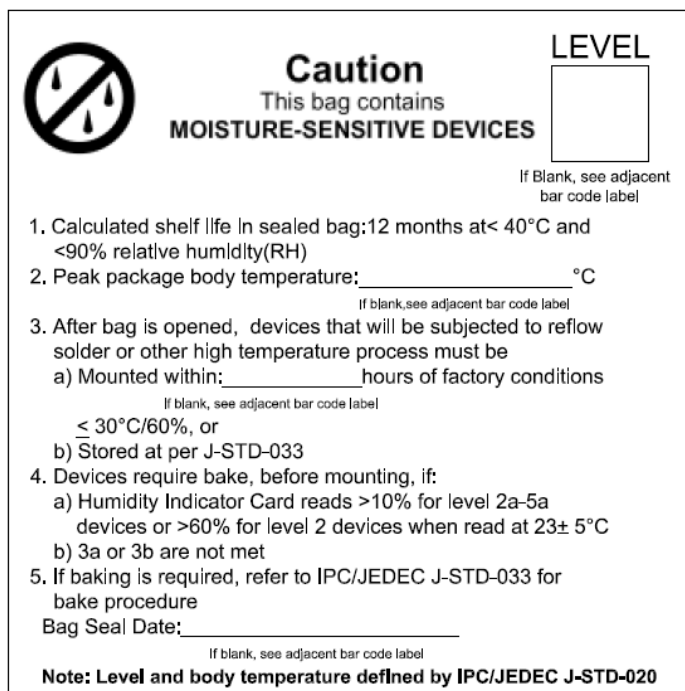 LEVEL
Caution
This bag contains
MOISTURE-SENSITIVE DEVICES
If Blank, see adjacent
bar code label
1. Calculated shelf life in sealed bag:12 months at< 40°C and
<90% relative humidity(RH)
2. Peak package body temperature:____________________°C
If blank,see adjacent bar code label
3. After bag is opened, devices that will be subjected to reflow
solder or other high temperature process must be
a) Mounted within:_____________hours of factory conditions
If blank, see adjacent bar code label
≤ 30°C/60%, or
b) Stored at per J-STD-033
4. Devices require bake, before mounting, if:
a) Humidity Indicator Card reads >10% for level 2a-5a
devices or >60% for level 2 devices when read at 23± 5°C
b) 3a or 3b are not met
5. If baking is required, refer to IPC/JEDEC J-STD-033 for
bake procedure
Bag Seal Date:__________________________
If blank, see adjacent bar code label
Note: Level and body temperature defined by IPC/JEDEC J-STD-020